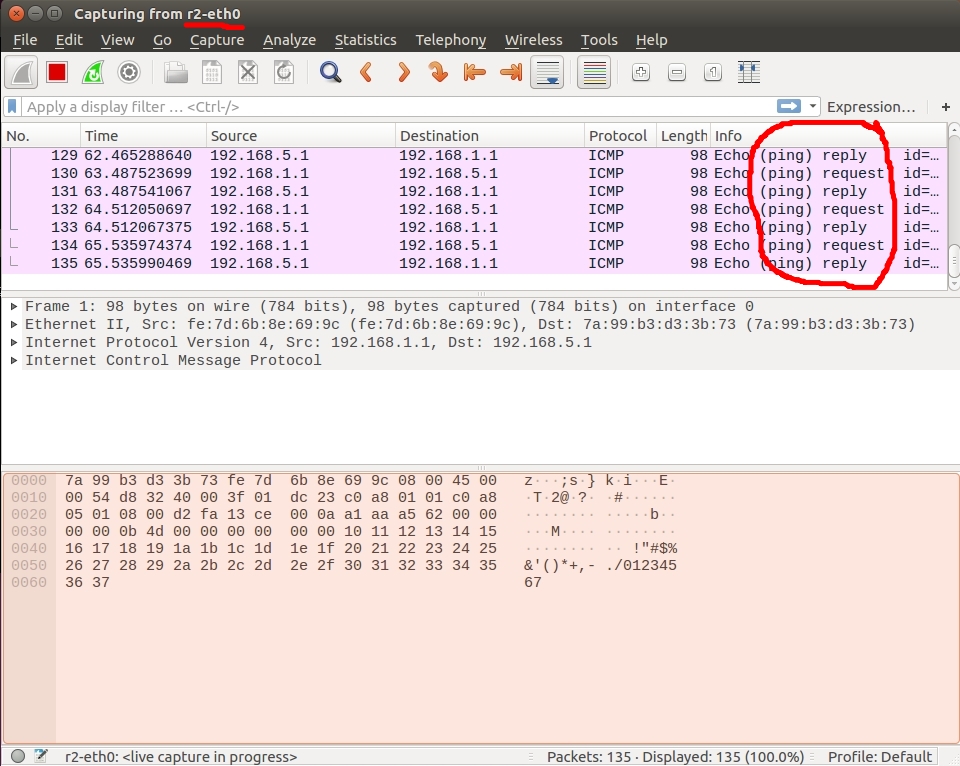 Capturing from r2-eth0
File Edit View Go Capture Analyze Statistics Telephony Wireless Tools Help
Apply a display filter … <Ctrl-/> Expression… +
No. Time Source Destination Protocol Length Info
129 62.465288640 192.168.5.1 192.168.1.1 ICMP 98 Echo (ping) reply id=…
130 63.487523699 192.168.1.1 192.168.5.1 ICMP 98 Echo (ping) request id=…
131 63.487541067 192.168.5.1 192.168.1.1 ICMP 98 Echo (ping) reply id=…
132 64.512050697 192.168.1.1 192.168.5.1 ICMP 98 Echo (ping) request id=…
133 64.512067375 192.168.5.1 192.168.1.1 ICMP 98 Echo (ping) reply id=…
134 65.535974374 192.168.1.1 192.168.5.1 ICMP 98 Echo (ping) request id=…
135 65.535990469 192.168.5.1 192.168.1.1 ICMP 98 Echo (ping) reply id=…
Frame 1: 98 bytes on wire (784 bits), 98 bytes captured (784 bits) on interface 0
Ethernet II, Src: fe:7d:6b:8e:69:9c (fe:7d:6b:8e:69:9c), Dst: 7a:99:b3:d3:3b:73 (7a:99:b3:d3:3b:73)
Internet Protocol Version 4, Src: 192.168.1.1, Dst: 192.168.5.1
Internet Control Message Protocol
0000 7a 99 b3 d3 3b 73 fe 7d 6b 8e 69 9c 08 00 45 00 z···;s·} k·i···E·
0010 00 54 d8 32 40 00 3f 01 dc 23 c0 a8 01 01 c0 a8 ·T·2@·?· ·#······
0020 05 01 08 00 d2 fa 13 ce 00 0a a1 aa a5 62 00 00 ········ ·····b··
0030 00 00 0b 4d 00 00 00 00 00 00 10 11 12 13 14 15 ···M···· ········
0040 16 17 18 19 1a 1b 1c 1d 1e 1f 20 21 22 23 24 25 ········ ·· !"#$%
0050 26 27 28 29 2a 2b 2c 2d 2e 2f 30 31 32 33 34 35 &'()*+,- ./012345
0060 36 37 67
r2-eth0: <live capture in progress> Packets: 135 · Displayed: 135 (100.0%) Profile: Default